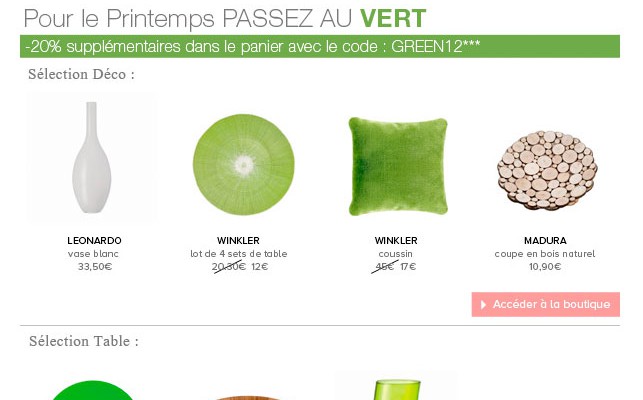 Pour le Printemps PASSEZ AU VERT
-20% supplémentaires dans le panier avec le code : GREEN12***
Sélection Déco :
LEONARDO
vase blanc
33,50€
WINKLER
lot de 4 sets de table
20,30€ 12€
WINKLER
coussin
45€ 17€
MADURA
coupe en bois naturel
10,90€
Accéder à la boutique
Sélection Table :